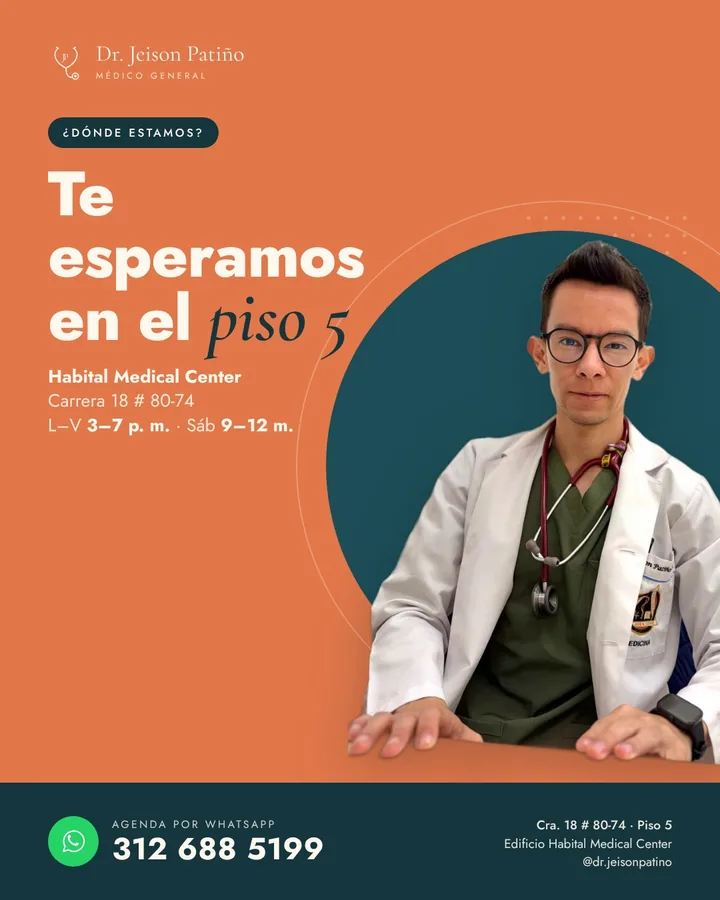 Dr. Jeison Patiño
MÉDICO GENERAL
¿DÓNDE ESTAMOS?
Te
esperamos
en el piso 5
Habital Medical Center
Carrera 18 # 80-74
L–V 3–7 p. m. · Sáb 9–12 m.
MEDICINA
AGENDA POR WHATSAPP
312 688 5199
Cra. 18 # 80-74 · Piso 5
Edificio Habital Medical Center
@dr.jeisonpatino